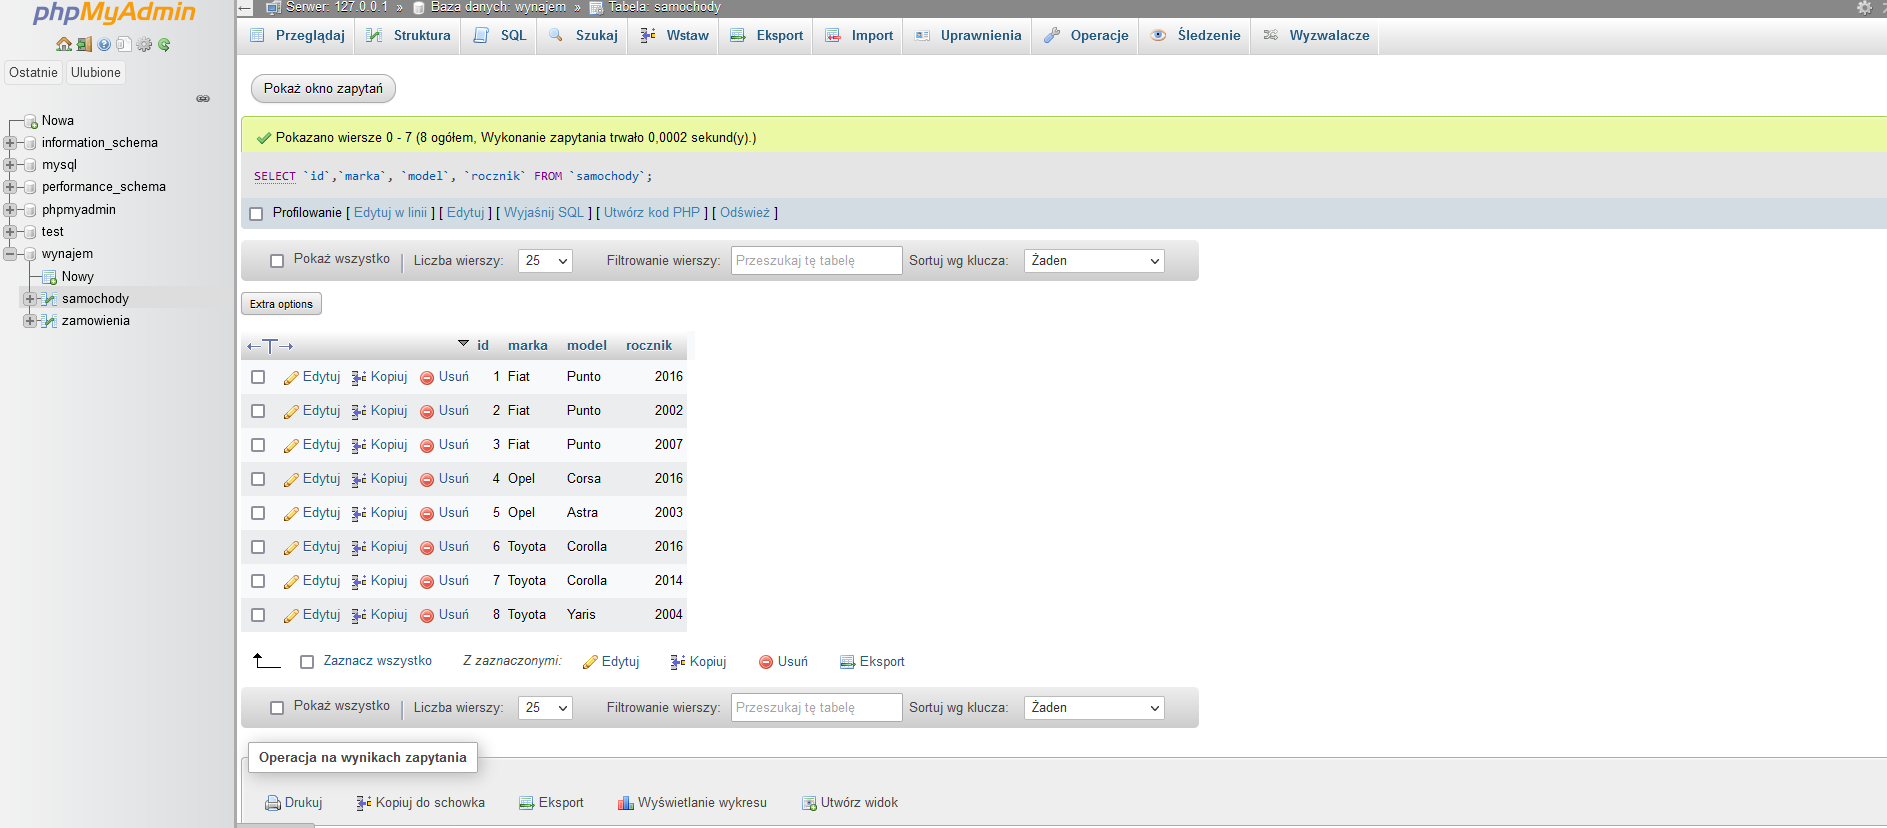 phpMyAdmin
Ostatnie Ulubione
Nowa
information_schema
mysql
performance_schema
phpmyadmin
test
wynajem
Nowy
samochody
zamowienia
Serwer: 127.0.0.1 » Baza danych: wynajem » Tabela: samochody
Przeglądaj Struktura SQL Szukaj Wstaw Eksport Import Uprawnienia Operacje Śledzenie Wyzwalacze
Pokaż okno zapytań
Pokazano wiersze 0 - 7 (8 ogółem, Wykonanie zapytania trwało 0,0002 sekund(y).)
SELECT `id`,`marka`, `model`, `rocznik` FROM `samochody`;
Profilowanie [ Edytuj w linii ] [ Edytuj ] [ Wyjaśnij SQL ] [ Utwórz kod PHP ] [ Odśwież ]
Pokaż wszystko | Liczba wierszy: 25 Filtrowanie wierszy: Przeszukaj tę tabelę Sortuj wg klucza: Żaden
Extra options
←T→ id marka model rocznik
Edytuj Kopiuj Usuń 1 Fiat Punto 2016
Edytuj Kopiuj Usuń 2 Fiat Punto 2002
Edytuj Kopiuj Usuń 3 Fiat Punto 2007
Edytuj Kopiuj Usuń 4 Opel Corsa 2016
Edytuj Kopiuj Usuń 5 Opel Astra 2003
Edytuj Kopiuj Usuń 6 Toyota Corolla 2016
Edytuj Kopiuj Usuń 7 Toyota Corolla 2014
Edytuj Kopiuj Usuń 8 Toyota Yaris 2004
Zaznacz wszystko Z zaznaczonymi: Edytuj Kopiuj Usuń Eksport
Pokaż wszystko | Liczba wierszy: 25 Filtrowanie wierszy: Przeszukaj tę tabelę Sortuj wg klucza: Żaden
Operacja na wynikach zapytania
Drukuj Kopiuj do schowka Eksport Wyświetlanie wykresu Utwórz widok